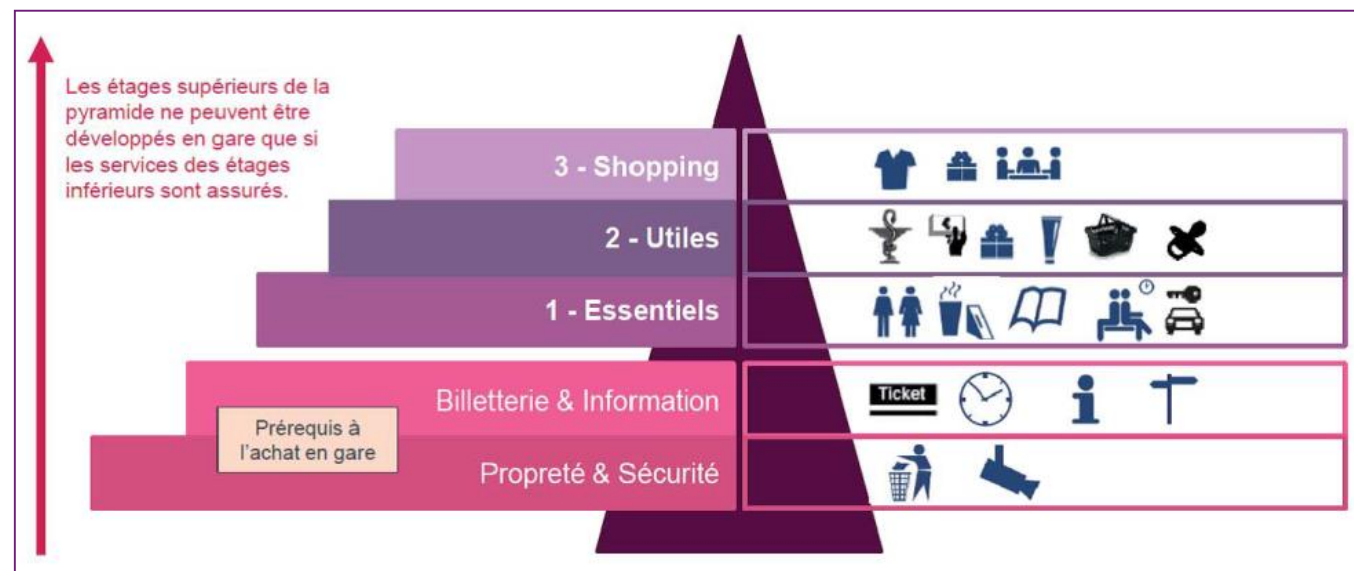 Les étages supérieurs de la
pyramide ne peuvent être
développés en gare que si
les services des étages
inférieurs sont assurés.
3 - Shopping
2 - Utiles
1 - Essentiels
Billetterie & Information
Ticket
Prérequis à
l'achat en gare
Propreté & Sécurité